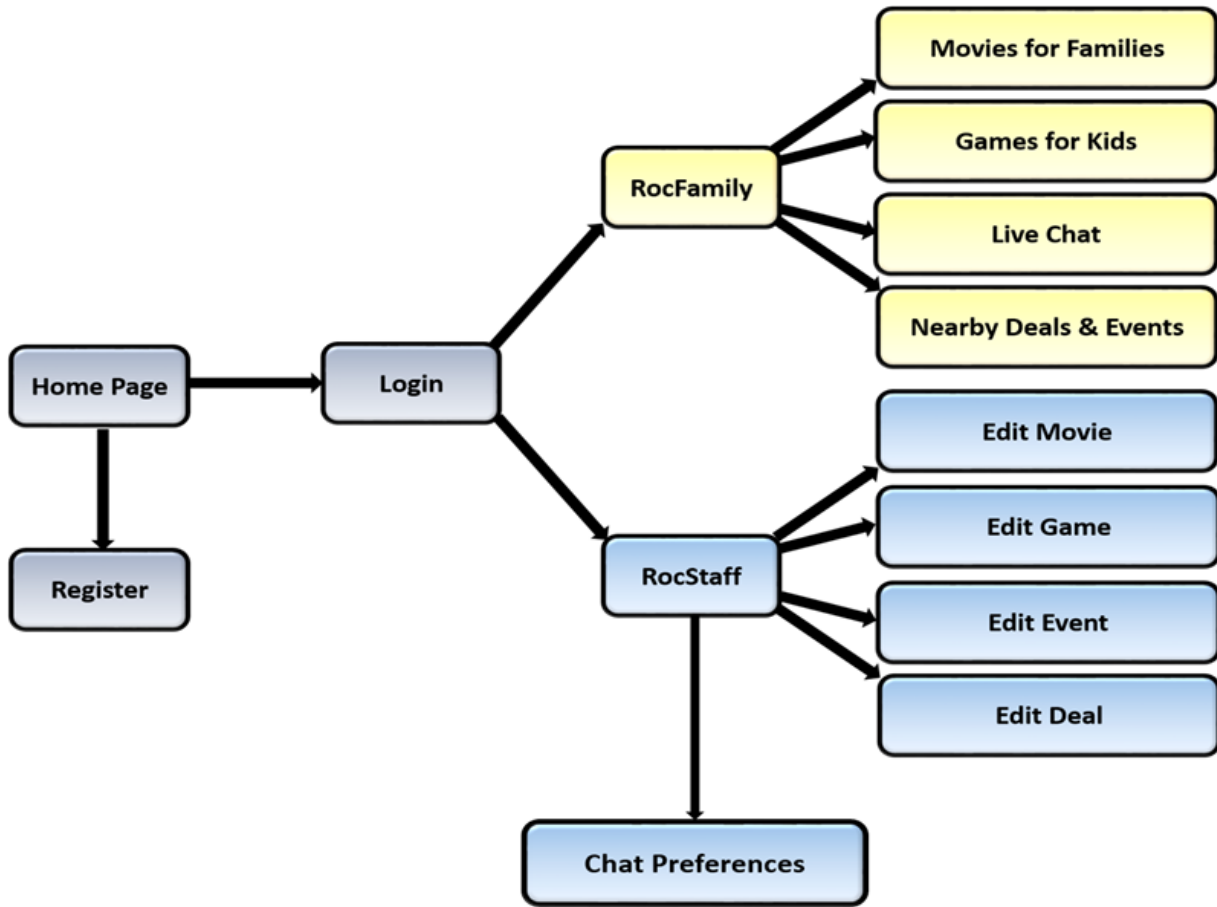 Movies for Families
Games for Kids
RocFamily
Live Chat
Nearby Deals & Events
Home Page
Login
Edit Movie
Edit Game
RocStaff
Register
Edit Event
Edit Deal
Chat Preferences